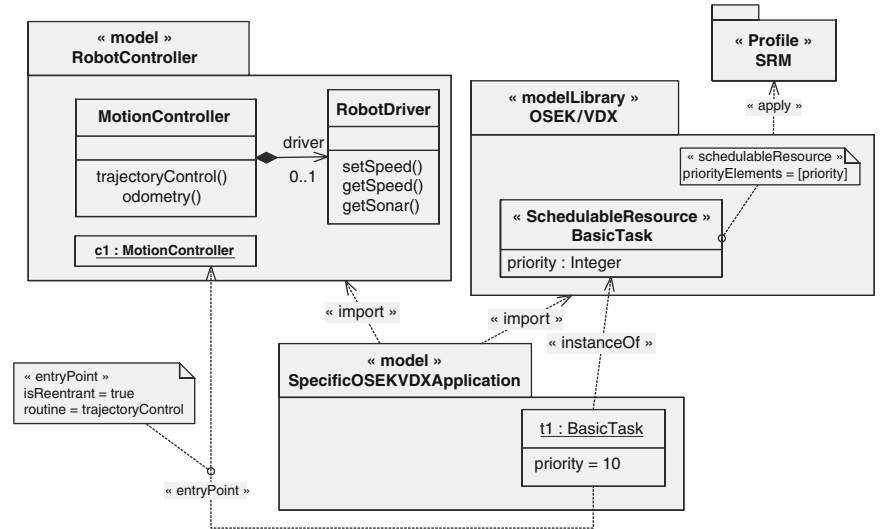 « model »
RobotController
MotionController
trajectoryControl()
odometry()
driver
0..1
RobotDriver
setSpeed()
getSpeed()
getSonar()
c1 : MotionController
« Profile »
SRM
« apply »
« modelLibrary »
OSEK/VDX
« schedulableResource »
priorityElements = [priority]
« SchedulableResource »
BasicTask
priority : Integer
« import »
« import »
« instanceOf »
« model »
SpecificOSEKVDXApplication
t1 : BasicTask
priority = 10
« entryPoint »
isReentrant = true
routine = trajectoryControl
« entryPoint »